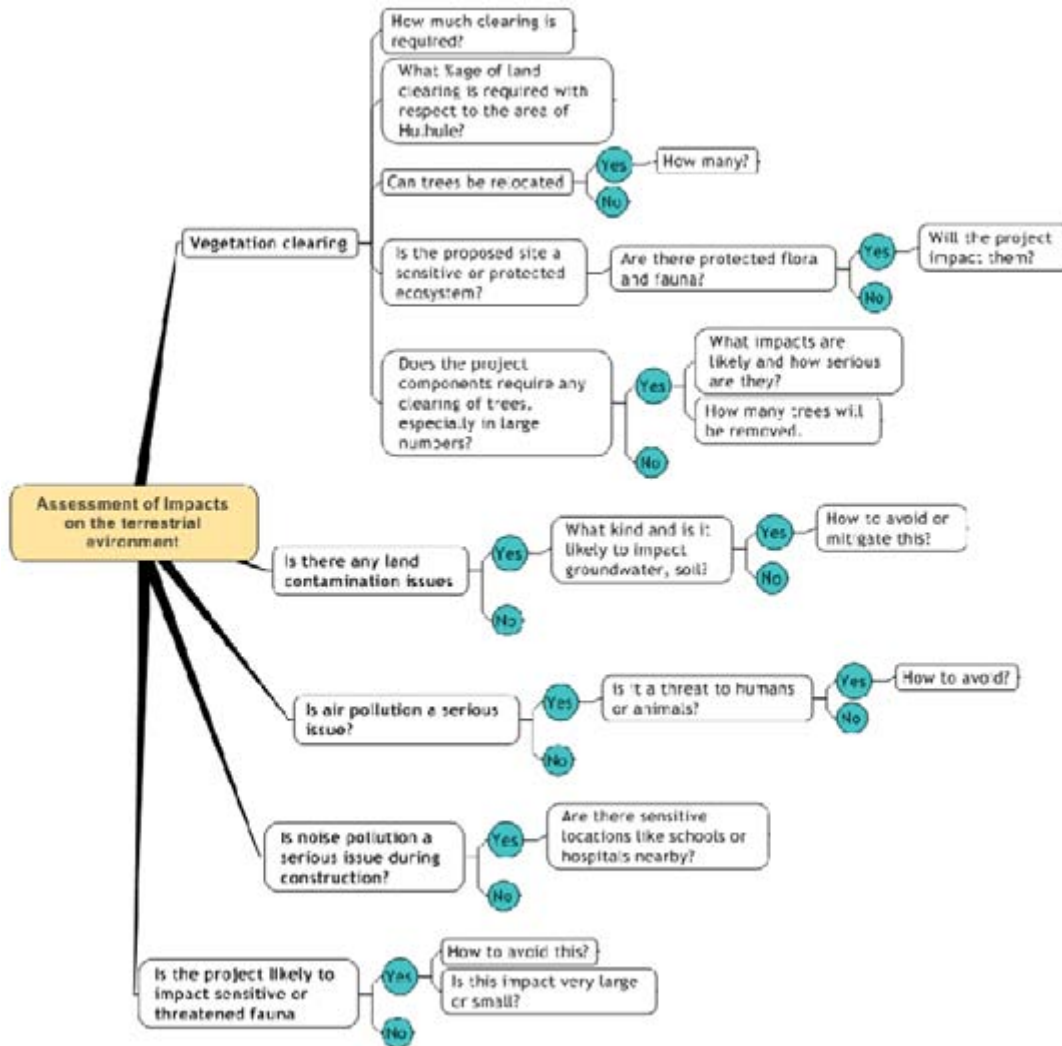 How much clearing is
required?
What %age of land
clearing is required with
respect to the area of
Hulhule?
Can trees be relocated
Yes
How many?
No
Vegetation clearing
Is the proposed site a
sensitive or protected
ecosystem?
Are there protected flora
and fauna?
Yes
Will the project
impact them?
No
Does the project
components require any
clearing of trees,
especially in large
numbers?
Yes
What impacts are
likely and how serious
are they?
How many trees will
be removed.
No
Assessment of Impacts
on the terrestrial
avironment
Is there any land
contamination issues
Yes
What kind and is it
likely to impact
groundwater, soil?
Yes
How to avoid or
mitigate this?
No
No
Is air pollution a serious
issue?
Yes
Is it a threat to humans
or animals?
Yes
How to avoid?
No
No
Is noise pollution a
serious issue during
construction?
Yes
Are there sensitive
locations like schools or
hospitals nearby?
No
Is the project likely to
impact sensitive or
threatened fauna
Yes
How to avoid this?
Is this impact very large
or small?
No